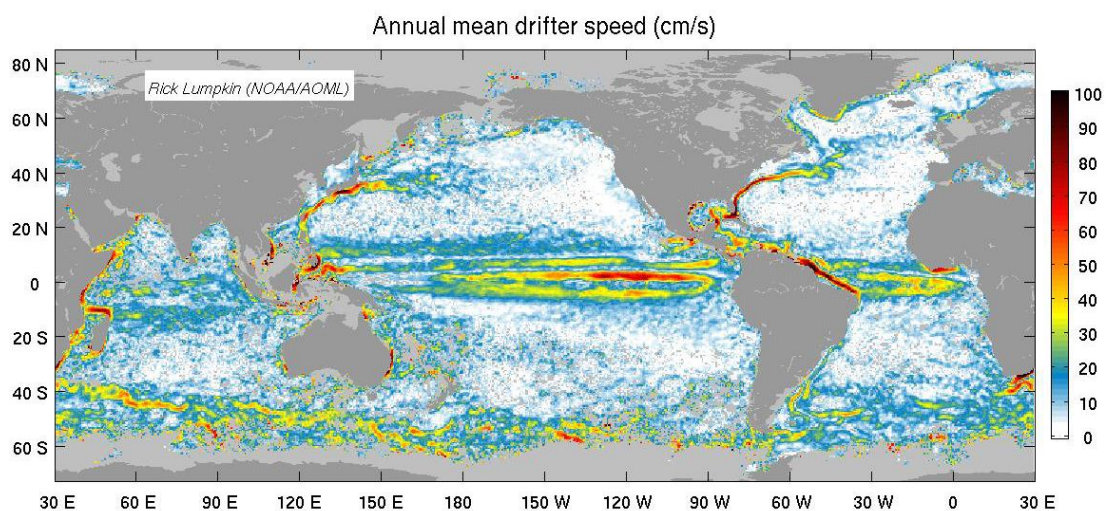 Annual mean drifter speed (cm/s)
80 N
Rick Lumpkin (NOAA/AOML)
60 N
40 N
20 N
0
20 S
40 S
60 S
30 E 60 E 90 E 120 E 150 E 180 150 W 120 W 90 W 60 W 30 W 0 30 E
100
90
80
70
60
50
40
30
20
10
0